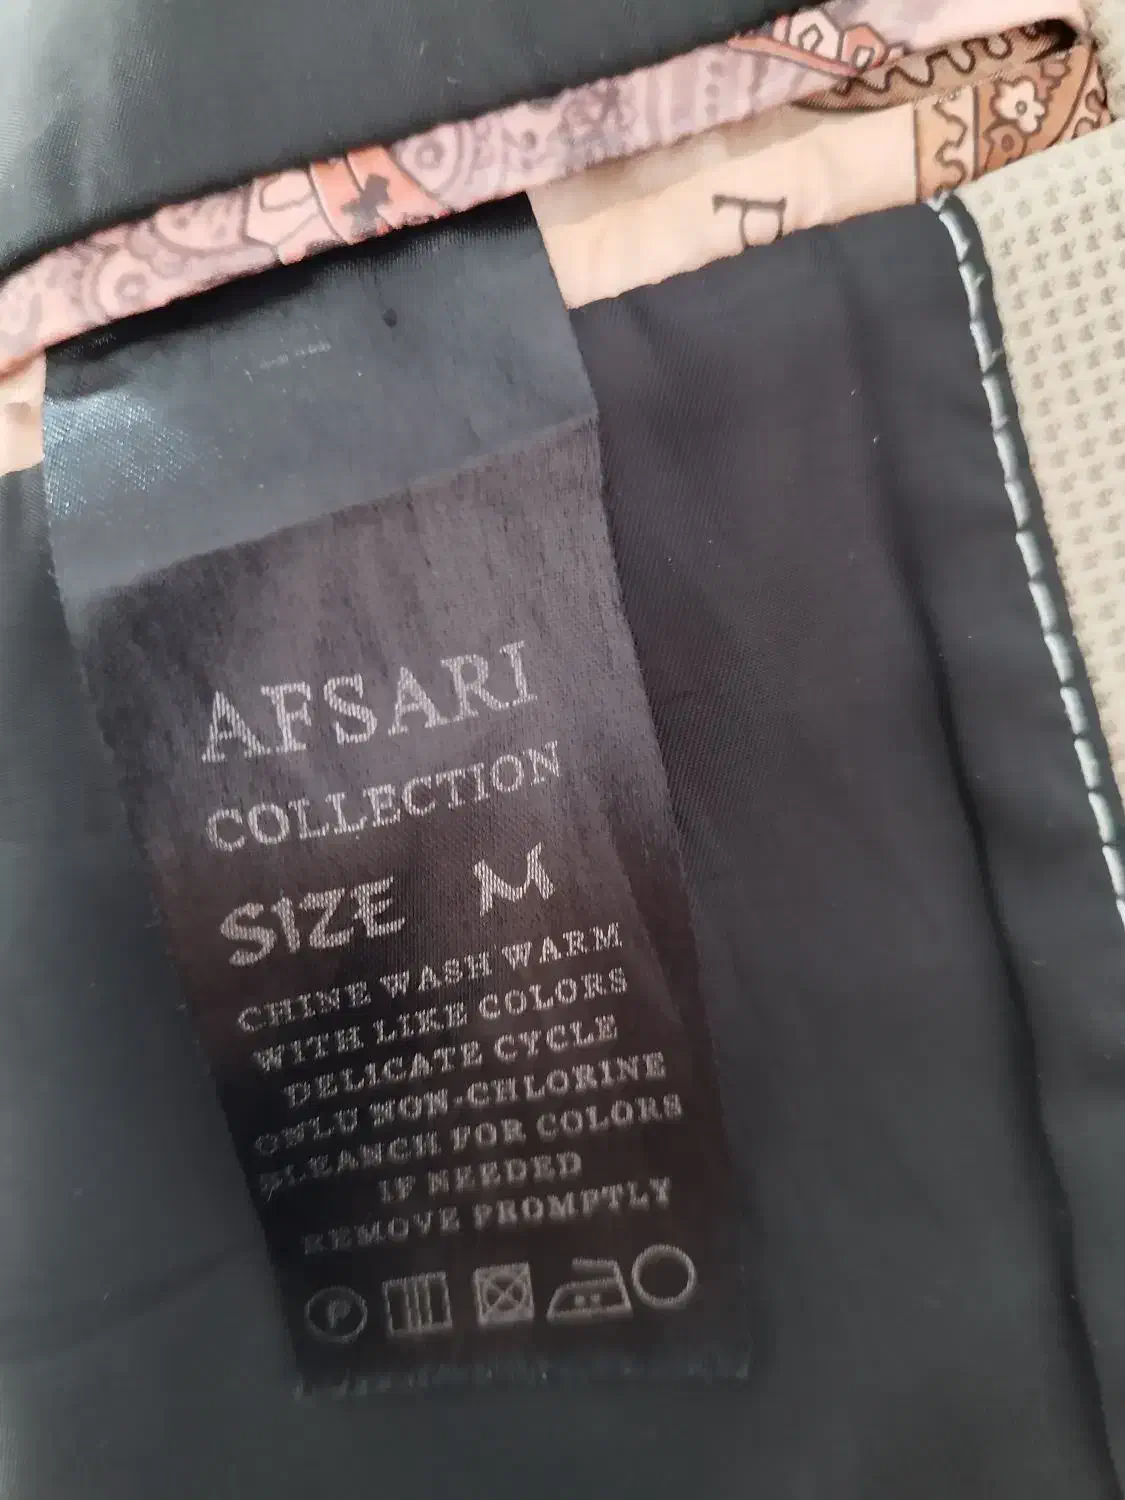 P
AFSARI
COLLECTION
SIZE M
CHINE WASH WARM
WITH LIKE COLORS
DELICATE CYCLE
ONLU NON-CHLORINE
BLEANCH FOR COLORS
IF NEEDED
REMOVE PROMPTLY
P